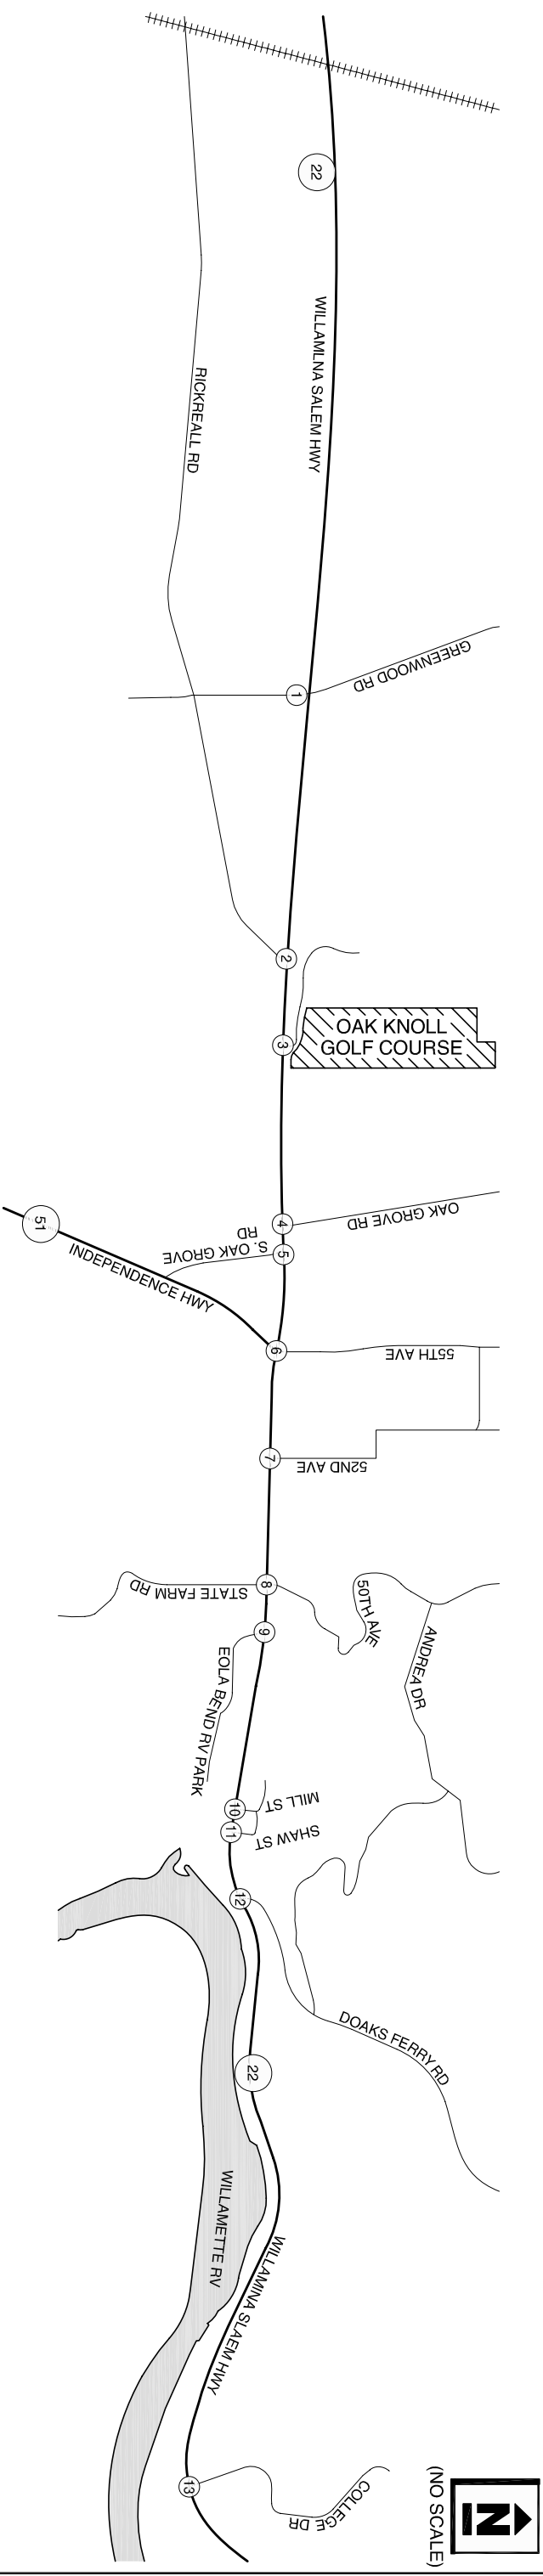 22
WILLAMLNA SALEM HWY
RICKREALL RD
GREENWOOD RD
1
2
3
OAK KNOLL
GOLF COURSE
51
INDEPENDENCE HWY
4
OAK GROVE RD
5
S. OAK GROVE
RD
6
55TH AVE
7
52ND AVE
8
STATE FARM RD
50TH AVE
ANDREA DR
9
EOLA BEND RV PARK
10
MILL ST
11
SHAW ST
12
DOAKS FERRY RD
22
WILLAMETTE RV
WILLAMINA SLAEM HWY
13
COLLEGE DR
N
(NO SCALE)